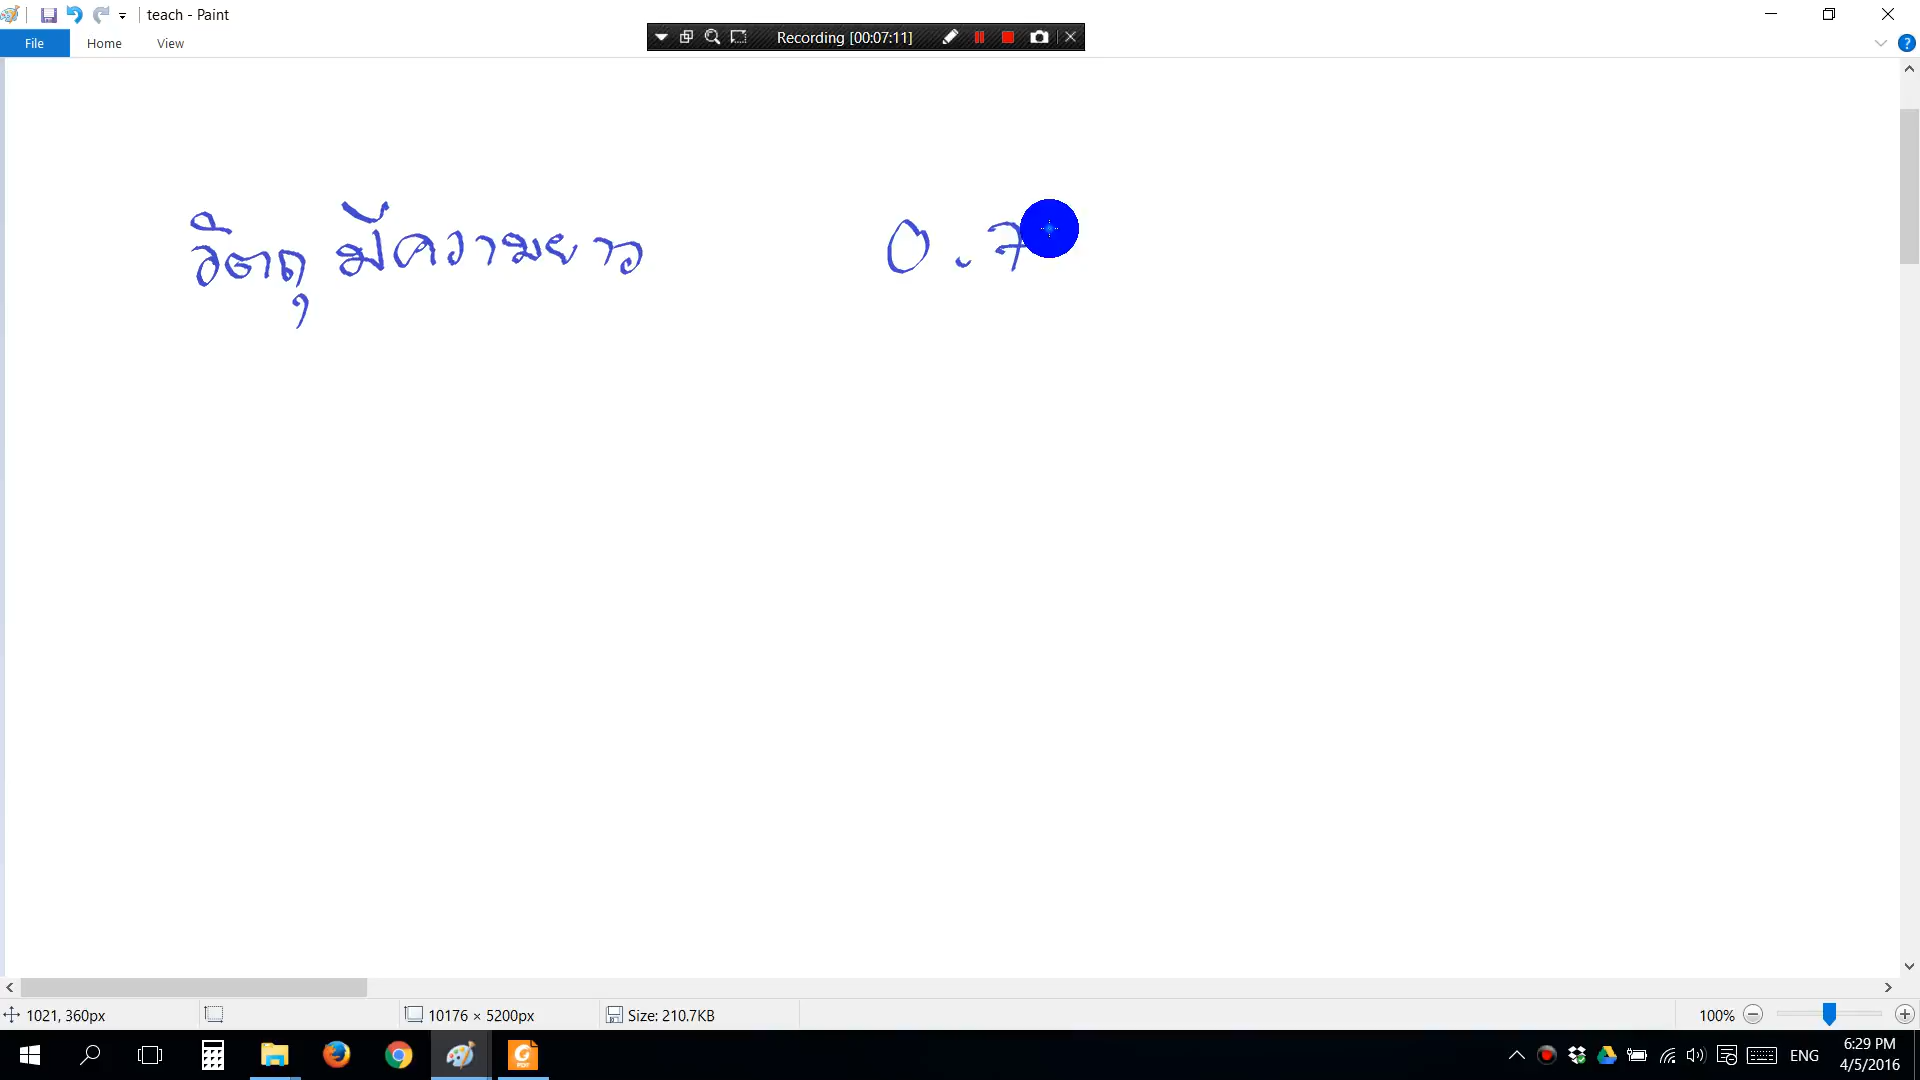 teach - Paint
File Home View
Recording [00:07:11]
วัตถุ มีความยาว 0.7
1021, 360px
10176 × 5200px
Size: 210.7KB
100%
ENG
6:29 PM
4/5/2016